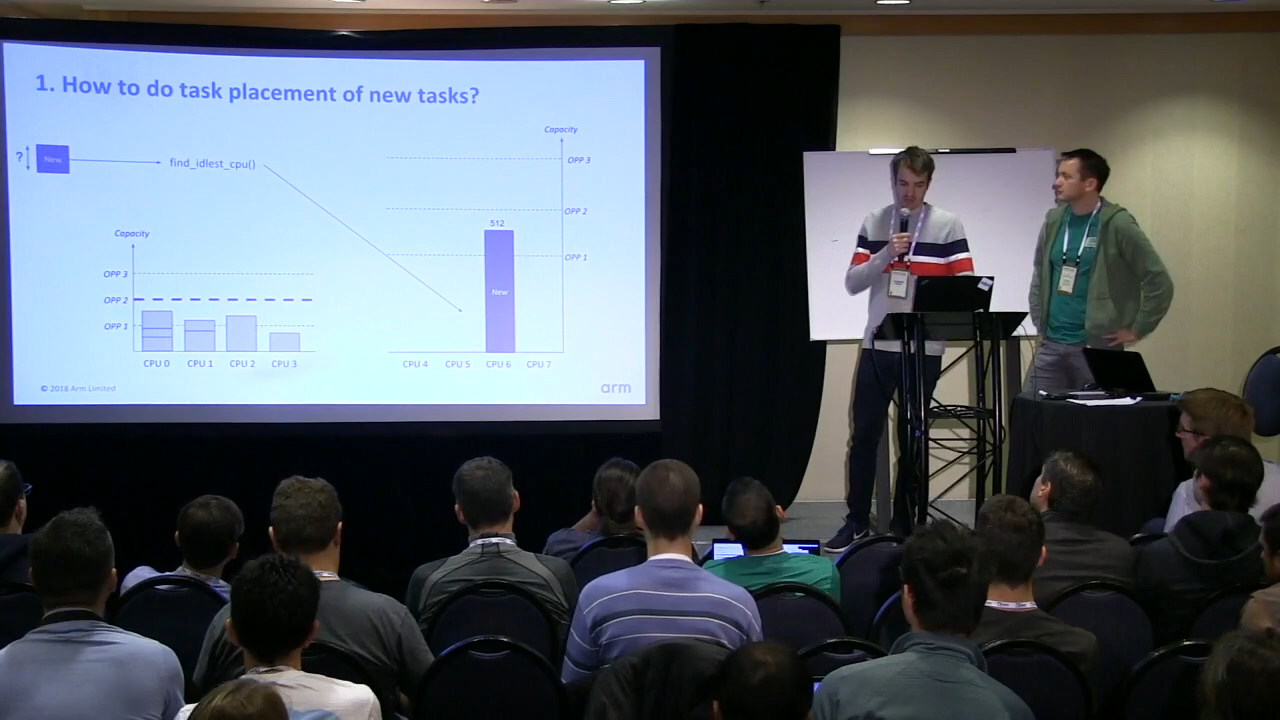 1. How to do task placement of new tasks?
?
New
find_idlest_cpu()
Capacity
OPP 3
OPP 2
OPP 1
512
New
CPU 4 CPU 5 CPU 6 CPU 7
Capacity
OPP 3
OPP 2
OPP 1
CPU 0 CPU 1 CPU 2 CPU 3
© 2018 Arm Limited
arm